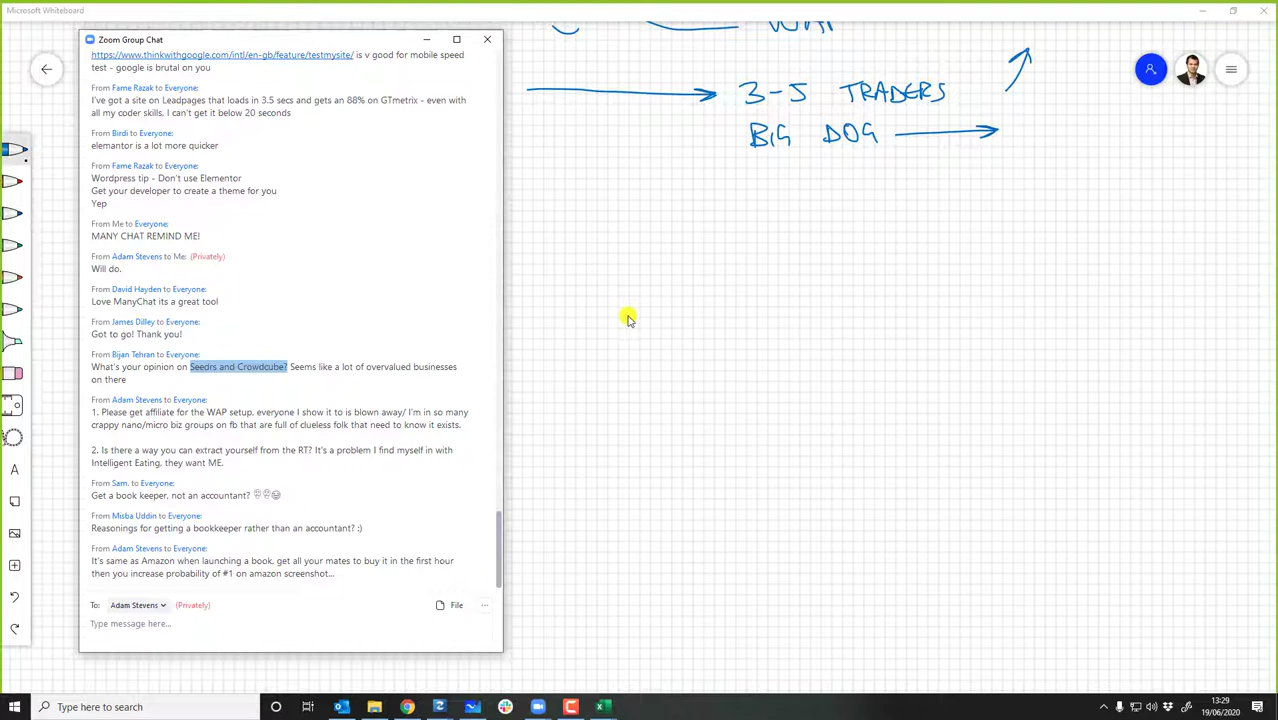 Microsoft Whiteboard
WAP
3-5 TRADERS
BIG DOG
Zoom Group Chat
https://www.thinkwithgoogle.com/intl/en-gb/feature/testmysite/ is v good for mobile speed
test - google is brutal on you
From Fame Razak to Everyone:
I've got a site on Leadpages that loads in 3.5 secs and gets an 88% on GTmetrix - even with
all my coder skills, I can't get it below 20 seconds
From Birdi to Everyone:
elemantor is a lot more quicker
From Fame Razak to Everyone:
Wordpress tip - Don't use Elementor
Get your developer to create a theme for you
Yep
From Me to Everyone:
MANY CHAT REMIND ME!
From Adam Stevens to Me: (Privately)
Will do.
From David Hayden to Everyone:
Love ManyChat its a great tool
From James Dilley to Everyone:
Got to go! Thank you!
From Bijan Tehran to Everyone:
What's your opinion on Seedrs and Crowdcube? Seems like a lot of overvalued businesses
on there
From Adam Stevens to Everyone:
1. Please get affiliate for the WAP setup, everyone I show it to is blown away/ I'm in so many
crappy nano/micro biz groups on fb that are full of clueless folk that need to know it exists.
2. Is there a way you can extract yourself from the RT? It's a problem I find myself in with
Intelligent Eating, they want ME.
From Sam. to Everyone:
Get a book keeper, not an accountant?
From Misba Uddin to Everyone:
Reasonings for getting a bookkeeper rather than an accountant? :)
From Adam Stevens to Everyone:
It's same as Amazon when launching a book, get all your mates to buy it in the first hour
then you increase probability of #1 on amazon screenshot...
To: Adam Stevens (Privately) File
Type message here...
Type here to search
13:29
19/06/2020